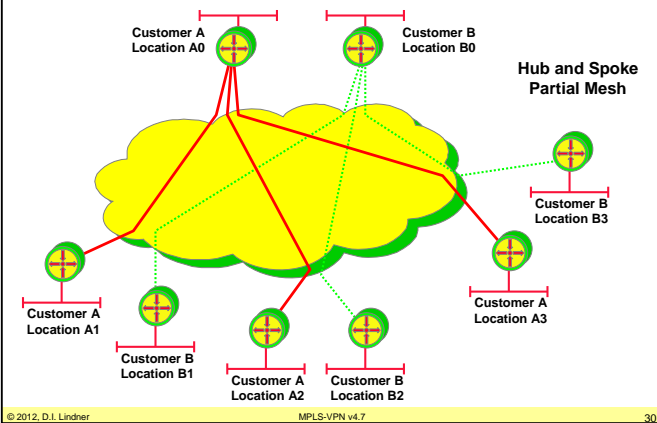 Customer A
Location A0
Customer B
Location B0
Hub and Spoke
Partial Mesh
Customer B
Location B3
Customer A
Location A3
Customer A
Location A1
Customer B
Location B1
Customer A
Location A2
Customer B
Location B2
© 2012, D.I. Lindner
MPLS-VPN v4.7
30